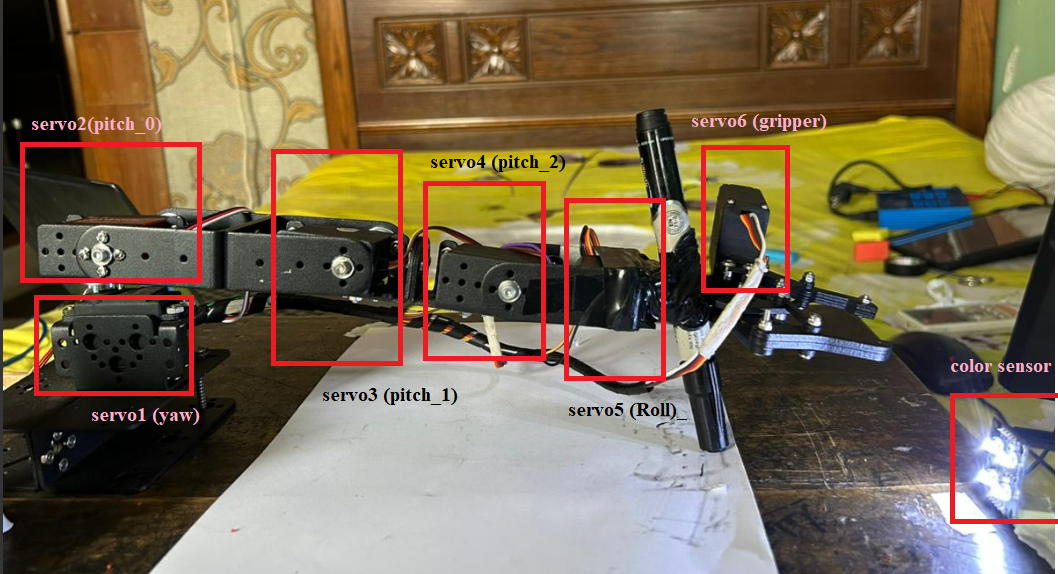 servo2(pitch_0)
servo4 (pitch_2)
servo6 (gripper)
servo3 (pitch_1)
servo5 (Roll)_
servo1 (yaw)
color sensor